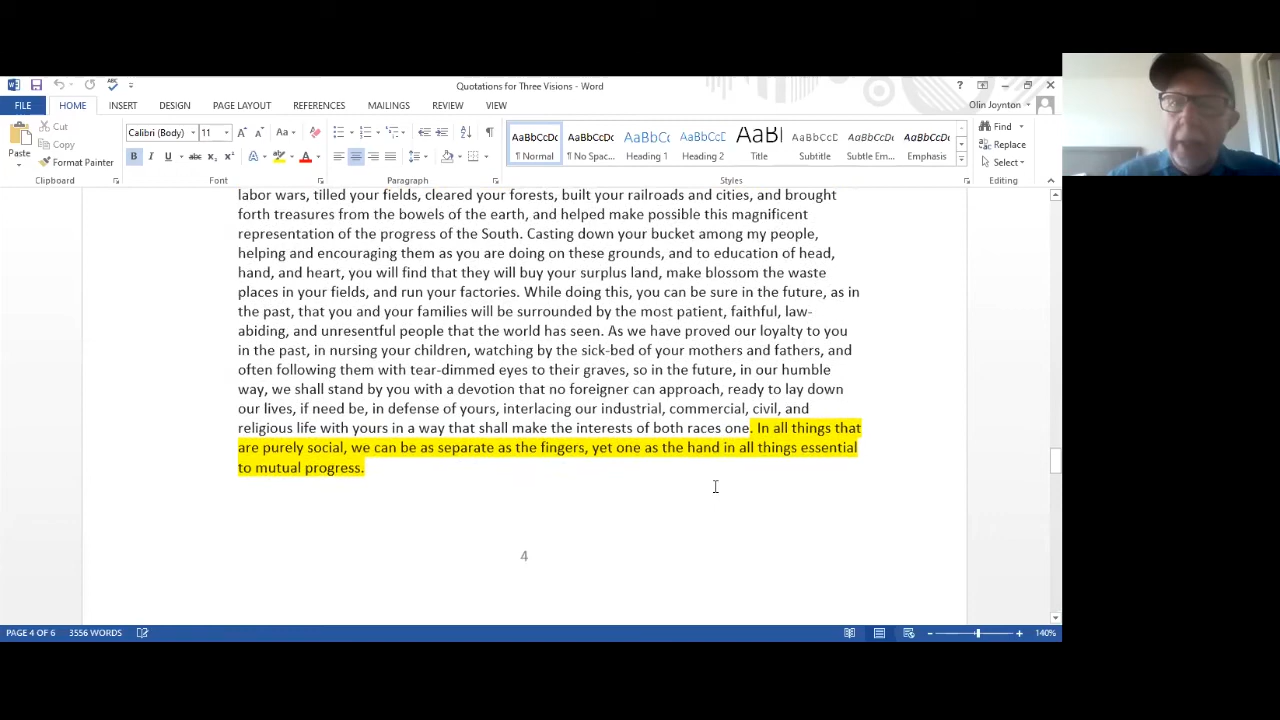 Quotations for Three Visions - Word
FILE HOME INSERT DESIGN PAGE LAYOUT REFERENCES MAILINGS REVIEW VIEW
Olin Joynton
Paste
Cut
Copy
Format Painter
Clipboard
Calibri (Body) 11
Font
Paragraph
AaBbCcDc AaBbCcDc AaBbC AaBbCcD AaB AaBbCcD AaBbCcDc AaBbCcDc
¶ Normal ¶ No Spac... Heading 1 Heading 2 Title Subtitle Subtle Em... Emphasis
Styles
Find
Replace
Select
Editing
labor wars, tilled your fields, cleared your forests, built your railroads and cities, and brought
forth treasures from the bowels of the earth, and helped make possible this magnificent
representation of the progress of the South. Casting down your bucket among my people,
helping and encouraging them as you are doing on these grounds, and to education of head,
hand, and heart, you will find that they will buy your surplus land, make blossom the waste
places in your fields, and run your factories. While doing this, you can be sure in the future, as in
the past, that you and your families will be surrounded by the most patient, faithful, law-
abiding, and unresentful people that the world has seen. As we have proved our loyalty to you
in the past, in nursing your children, watching by the sick-bed of your mothers and fathers, and
often following them with tear-dimmed eyes to their graves, so in the future, in our humble
way, we shall stand by you with a devotion that no foreigner can approach, ready to lay down
our lives, if need be, in defense of yours, interlacing our industrial, commercial, civil, and
religious life with yours in a way that shall make the interests of both races one. In all things that
are purely social, we can be as separate as the fingers, yet one as the hand in all things essential
to mutual progress.
4
PAGE 4 OF 6 3556 WORDS
140%